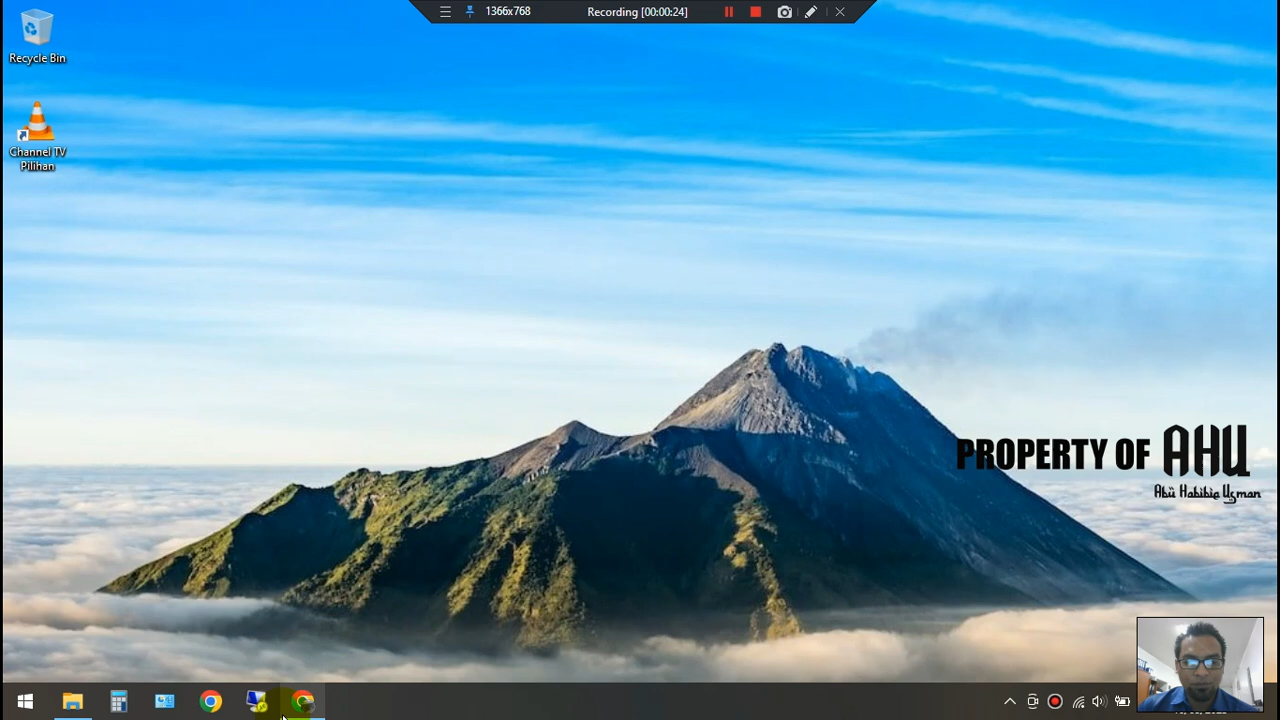 1366x768
Recording [00:00:24]
Recycle Bin
Channel TV
Pilihan
PROPERTY OF AHU
Abu Habibie Usman